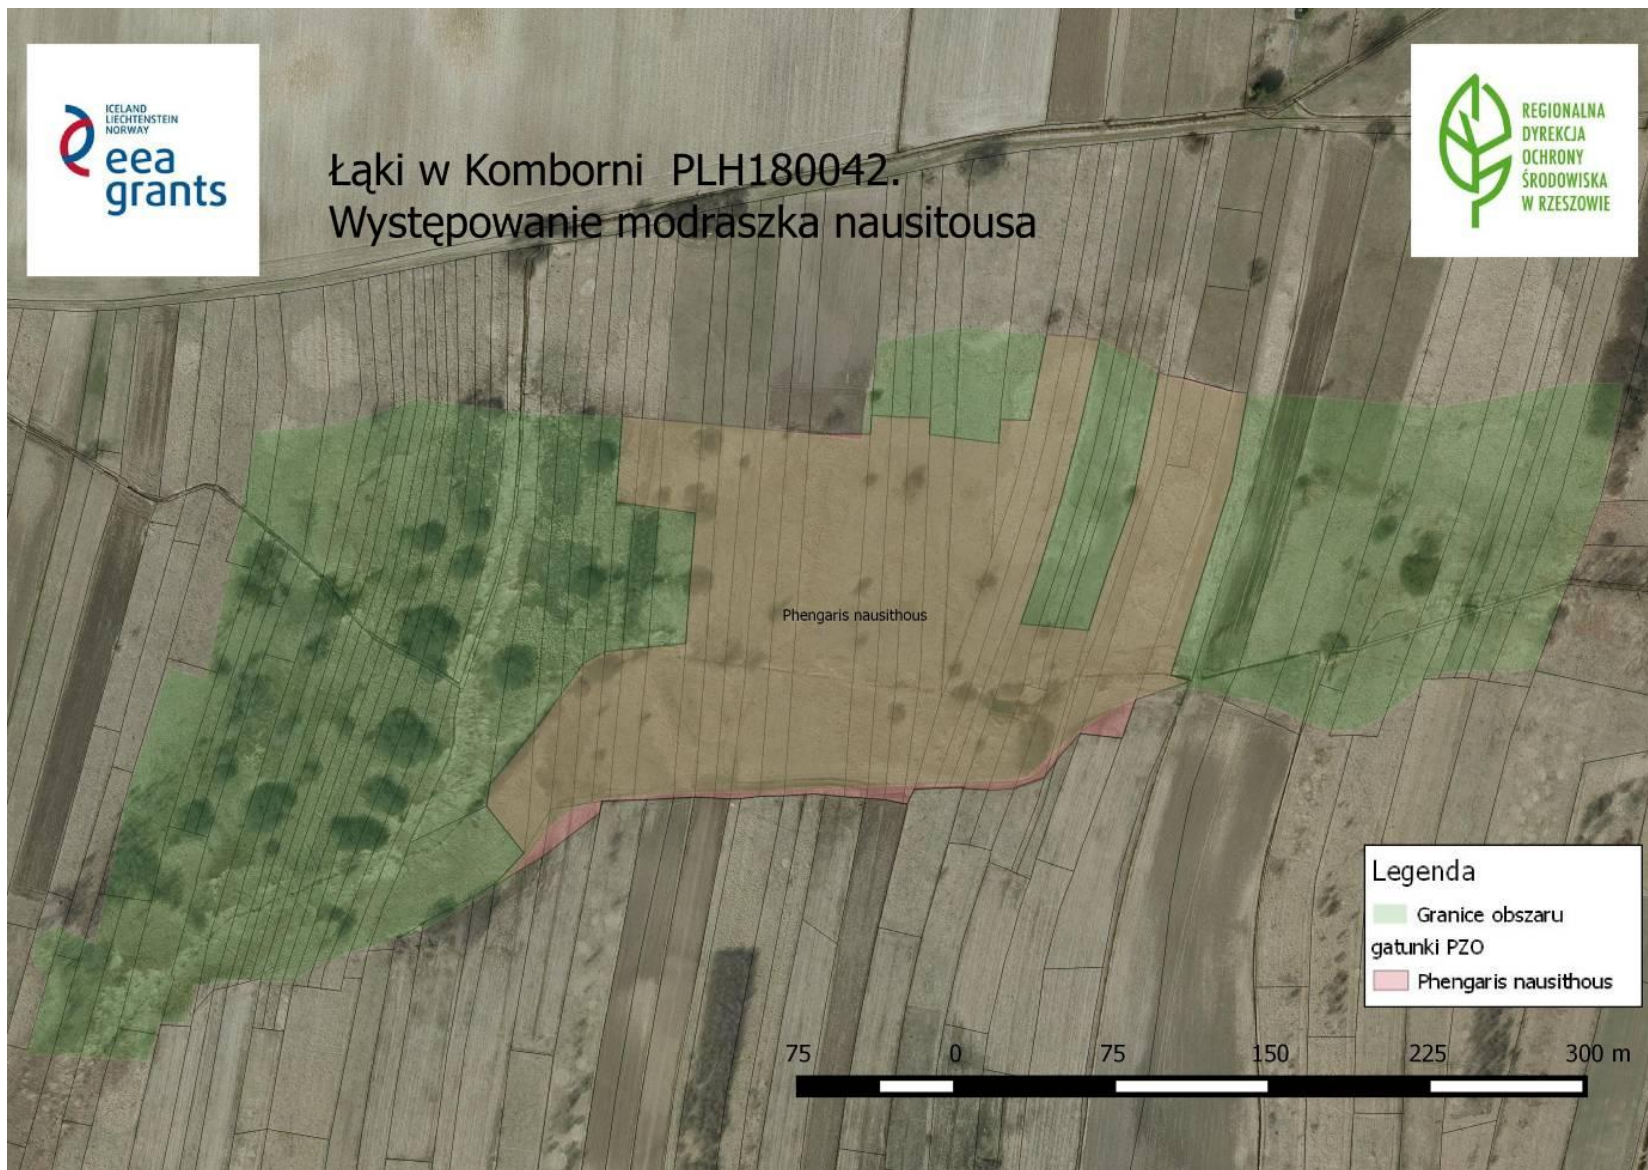 ICELAND
LIECHTENSTEIN
NORWAY
eea
grants
REGIONALNA
DYREKCJA
OCHRONY
ŚRODOWISKA
W RZESZOWIE
Łąki w Komborni PLH180042.
Występowanie modraszka nausitousa
Phengaris nausithous
Legenda
Granice obszaru
gatunki PZO
Phengaris nausithous
75 0 75 150 225 300 m